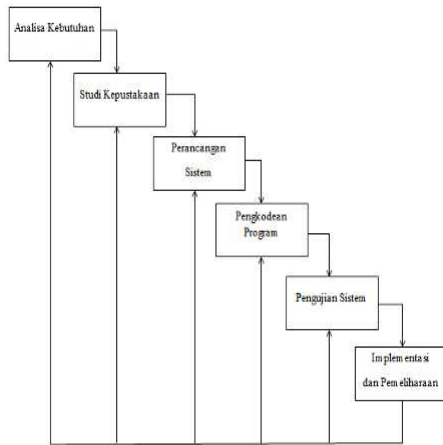 Analisa Kebutuhan
Studi Kepustakaan
Perancangan
Sistem
Pengkodean
Program
Pengujian Sistem
Implementasi
dan Pemeliharaan